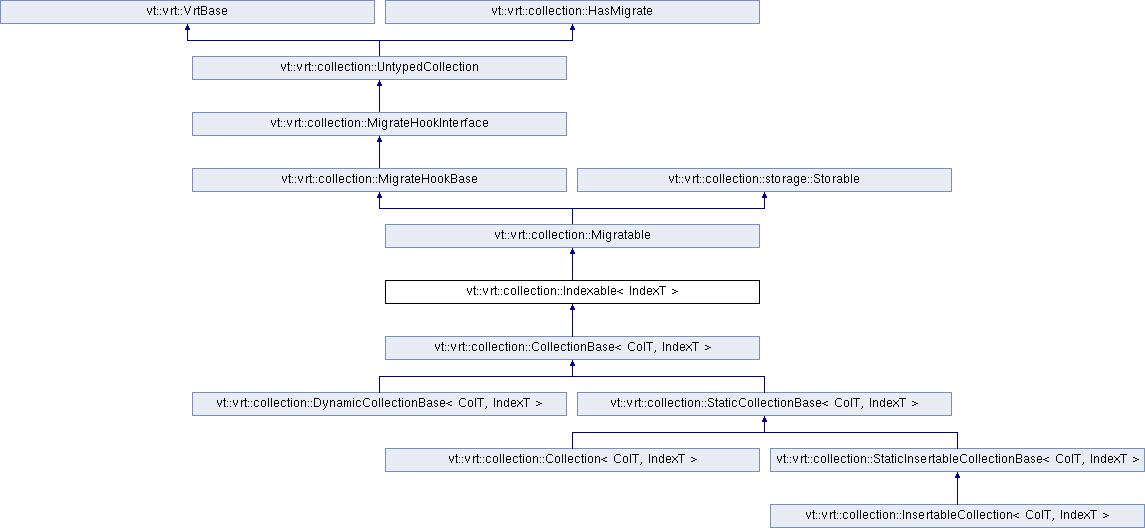 vt::vrt::VrtBase
vt::vrt::collection::HasMigrate
vt::vrt::collection::UntypedCollection
vt::vrt::collection::MigrateHookInterface
vt::vrt::collection::MigrateHookBase
vt::vrt::collection::storage::Storable
vt::vrt::collection::Migratable
vt::vrt::collection::Indexable< IndexT >
vt::vrt::collection::CollectionBase< ColT, IndexT >
vt::vrt::collection::DynamicCollectionBase< ColT, IndexT >
vt::vrt::collection::StaticCollectionBase< ColT, IndexT >
vt::vrt::collection::Collection< ColT, IndexT >
vt::vrt::collection::StaticInsertableCollectionBase< ColT, IndexT >
vt::vrt::collection::InsertableCollection< ColT, IndexT >